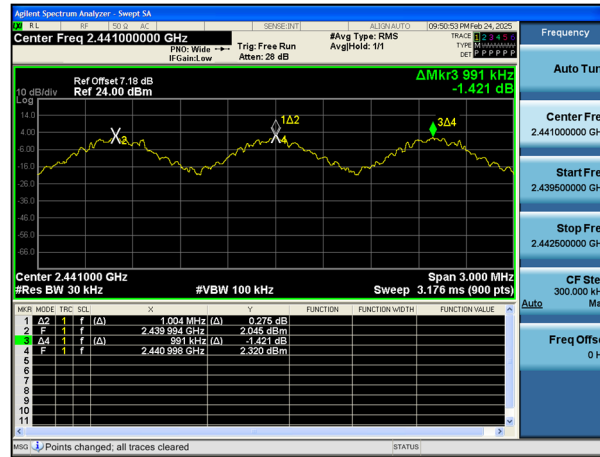 Agilent Spectrum Analyzer - Swept SA
RL RF 50 Ω AC SENSE:INT ALIGN AUTO 09:50:53 PM Feb 24, 2025
Center Freq 2.441000000 GHz
PNO: Wide
IFGain:Low
Trig: Free Run
Atten: 28 dB
#Avg Type: RMS
Avg|Hold: 1/1
TRACE 1 2 3 4 5 6
TYPE M
DET P P P P P P
Ref Offset 7.18 dB
Ref 24.00 dBm
ΔMkr3 991 kHz
-1.421 dB
10 dB/div
Log
14.0
4.00
-6.00
-16.0
-26.0
-36.0
-46.0
-56.0
-66.0
2
1Δ2
4
3Δ4
Center 2.441000 GHz Span 3.000 MHz
#Res BW 30 kHz #VBW 100 kHz Sweep 3.176 ms (900 pts)
MKR MODE TRC SCL X Y FUNCTION FUNCTION WIDTH FUNCTION VALUE
1 Δ2 1 f (Δ) 1.004 MHz (Δ) 0.275 dB
2 F 1 f 2.439 994 GHz 2.045 dBm
3 Δ4 1 f (Δ) 991 kHz (Δ) -1.421 dB
4 F 1 f 2.440 998 GHz 2.320 dBm
5
6
7
8
9
10
11
MSG Points changed; all traces cleared STATUS
Frequency
Auto Tun
Center Fre
2.441000000 GH
Start Fre
2.439500000 GH
Stop Fre
2.442500000 GH
CF Ste
300.000 kH
Auto Ma
Freq Offse
0 H